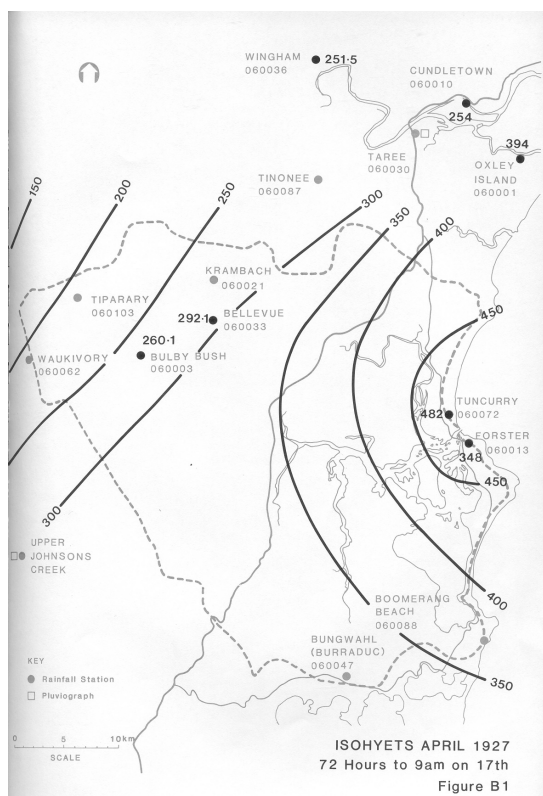 WINGHAM
060036
251·5
CUNDLETOWN
060010
254
394
OXLEY
ISLAND
060001
TAREE
060030
TINONEE
060087
150
200
250
300
350
400
450
KRAMBACH
060021
TIPARARY
060103
292·1
BELLEVUE
060033
260·1
BULBY BUSH
060003
WAUKIVORY
060062
482
TUNCURRY
060072
FORSTER
060013
348
450
300
UPPER
JOHNSONS
CREEK
BOOMERANG
BEACH
060088
400
BUNGWAHL
(BURRADUC)
060047
350
KEY
Rainfall Station
Pluviograph
0 5 10km
SCALE
ISOHYETS APRIL 1927
72 Hours to 9am on 17th
Figure B1